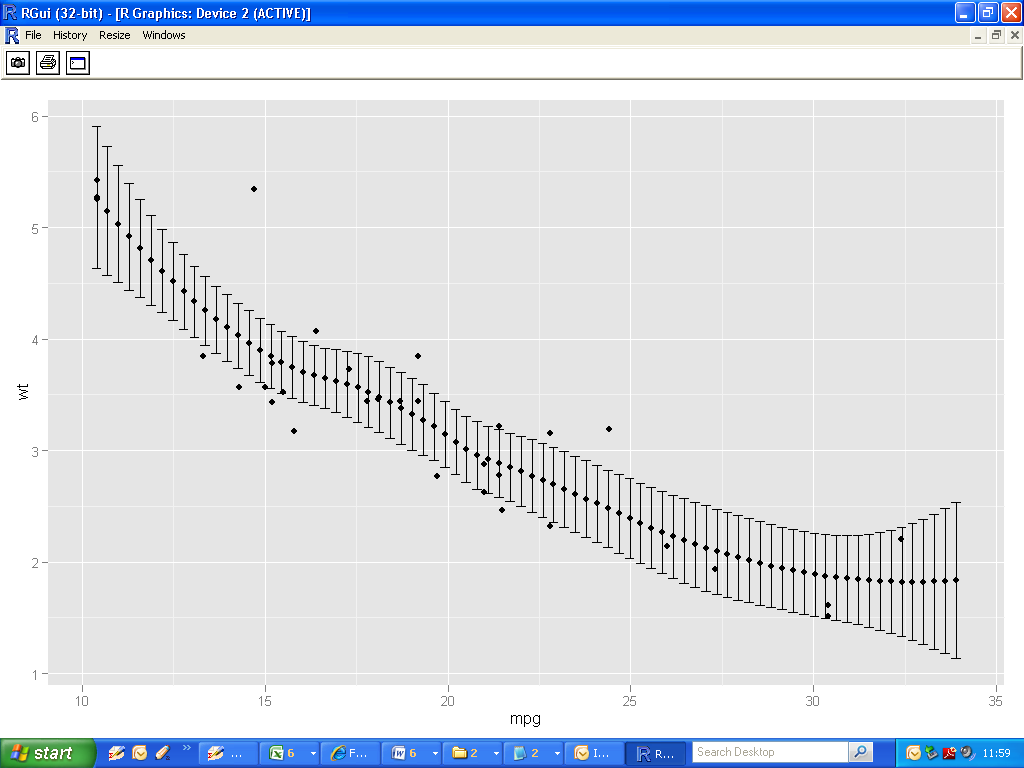 RGui (32-bit) - [R Graphics: Device 2 (ACTIVE)]
File History Resize Windows
6
5
4
3
2
1
wt
10 15 20 25 30 35
mpg
start » ... 6 F... 6 2 2 I... R... Search Desktop 11:59